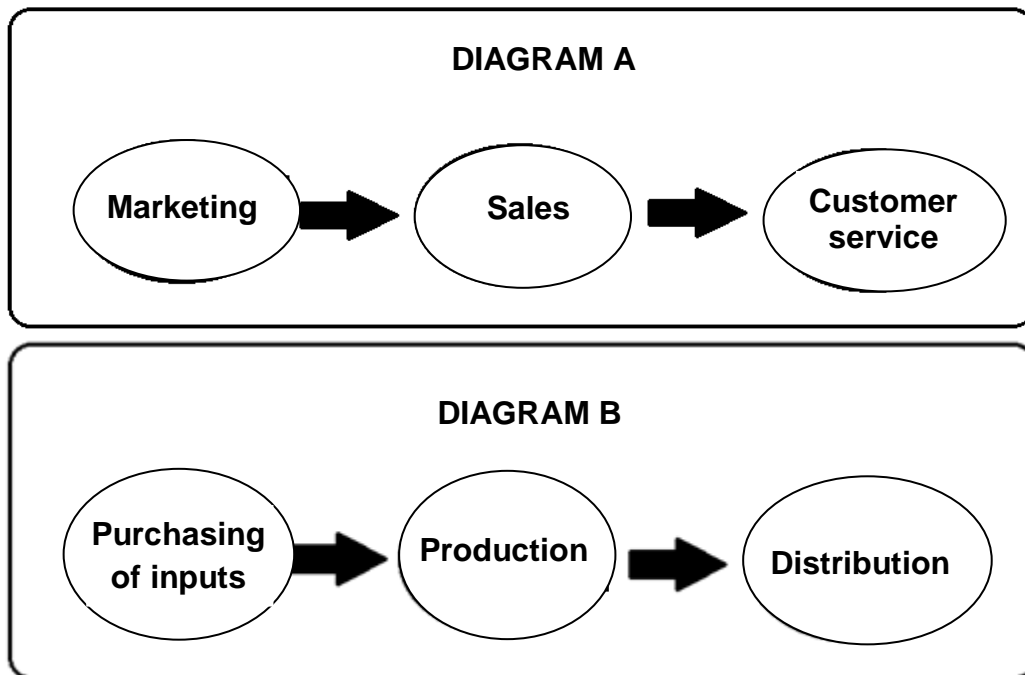 DIAGRAM A
Marketing
Sales
Customer
service
DIAGRAM B
Purchasing
of inputs
Production
Distribution